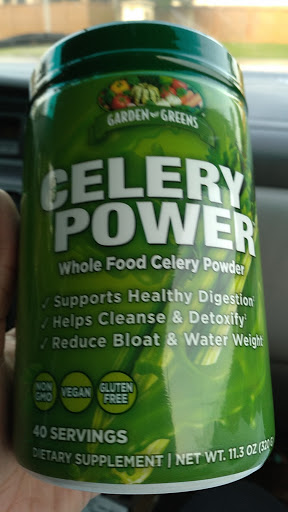 GARDEN GREENS
CELERY
POWER
Whole Food Celery Powder
✓ Supports Healthy Digestion
✓ Helps Cleanse & Detoxify
✓ Reduce Bloat & Water Weight
NON GMO
VEGAN
GLUTEN FREE
40 SERVINGS
DIETARY SUPPLEMENT | NET WT. 11.3 OZ (320